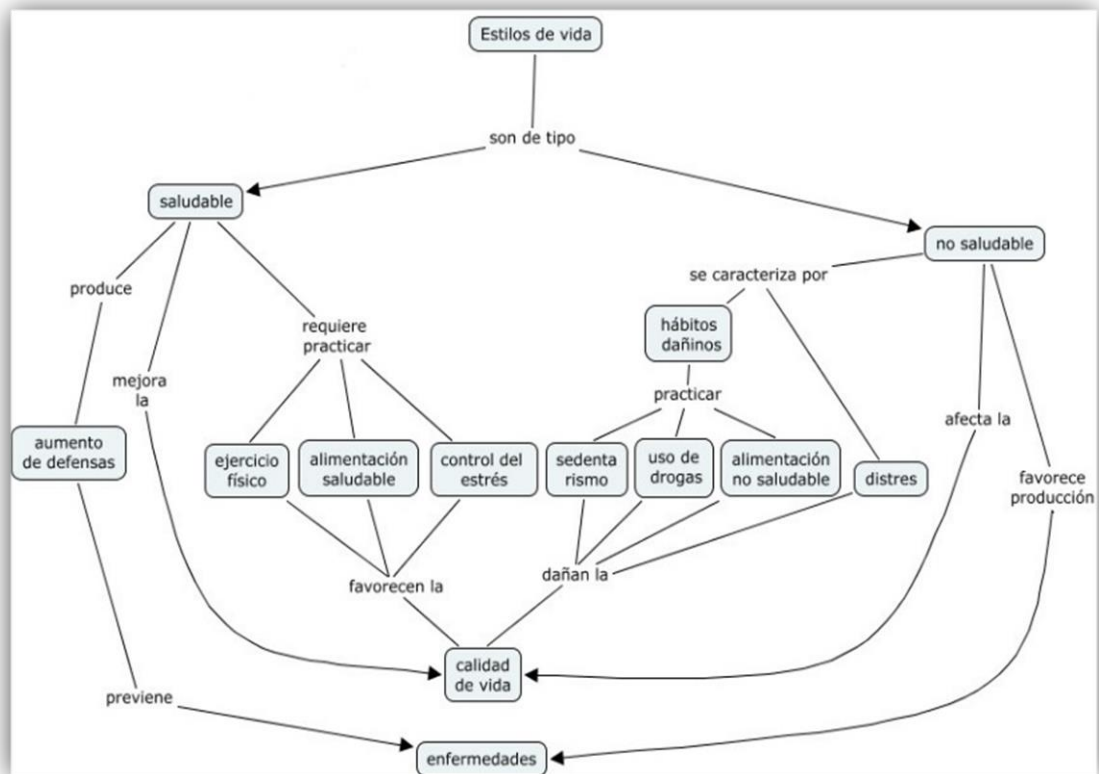 Estilos de vida
son de tipo
saludable
no saludable
se caracteriza por
produce
hábitos
dañinos
requiere
practicar
mejora
la
practicar
afecta la
aumento
de defensas
ejercicio
físico
alimentación
saludable
control del
estrés
sedenta
rismo
uso de
drogas
alimentación
no saludable
distres
favorece
producción
favorecen la
dañan la
calidad
de vida
previene
enfermedades